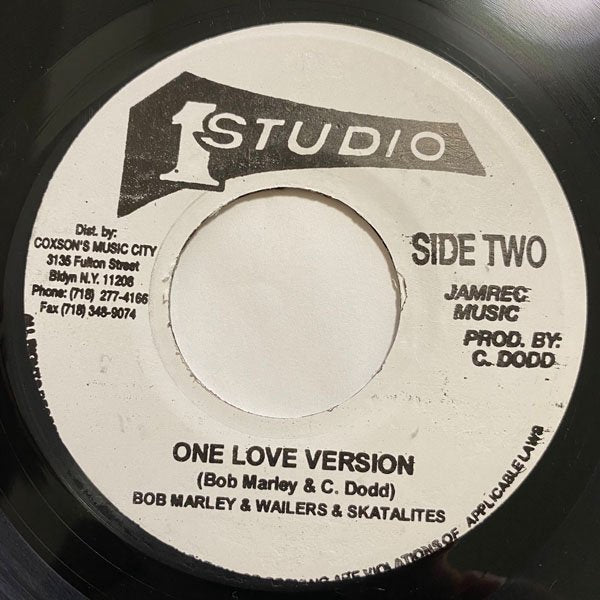 1 STUDIO
Dist. by:
COXSON'S MUSIC CITY
3135 Fulton Street
Bldyn N.Y. 11208
Phone: (718) 277-4166
Fax (718) 348-9074
SIDE TWO
JAMREC
MUSIC
PROD. BY:
C. DODD
ONE LOVE VERSION
(Bob Marley & C. Dodd)
BOB MARLEY & WAILERS & SKATALITES
ARE VIOLATIONS OF APPLICABLE LAWS